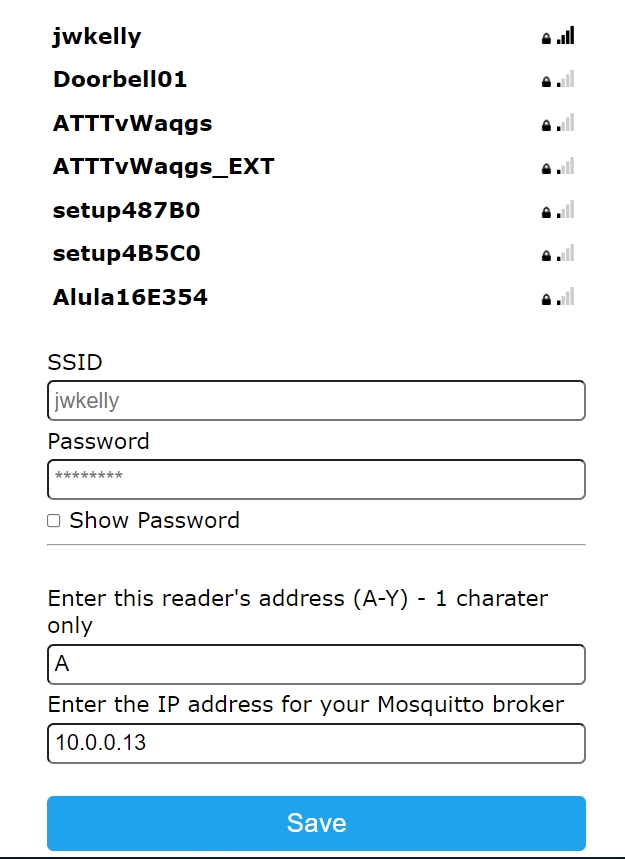 jwkelly
Doorbell01
ATTTvWaqgs
ATTTvWaqgs_EXT
setup487B0
setup4B5C0
Alula16E354
SSID
jwkelly
Password
********
Show Password
Enter this reader's address (A-Y) - 1 charater
only
A
Enter the IP address for your Mosquitto broker
10.0.0.13
Save